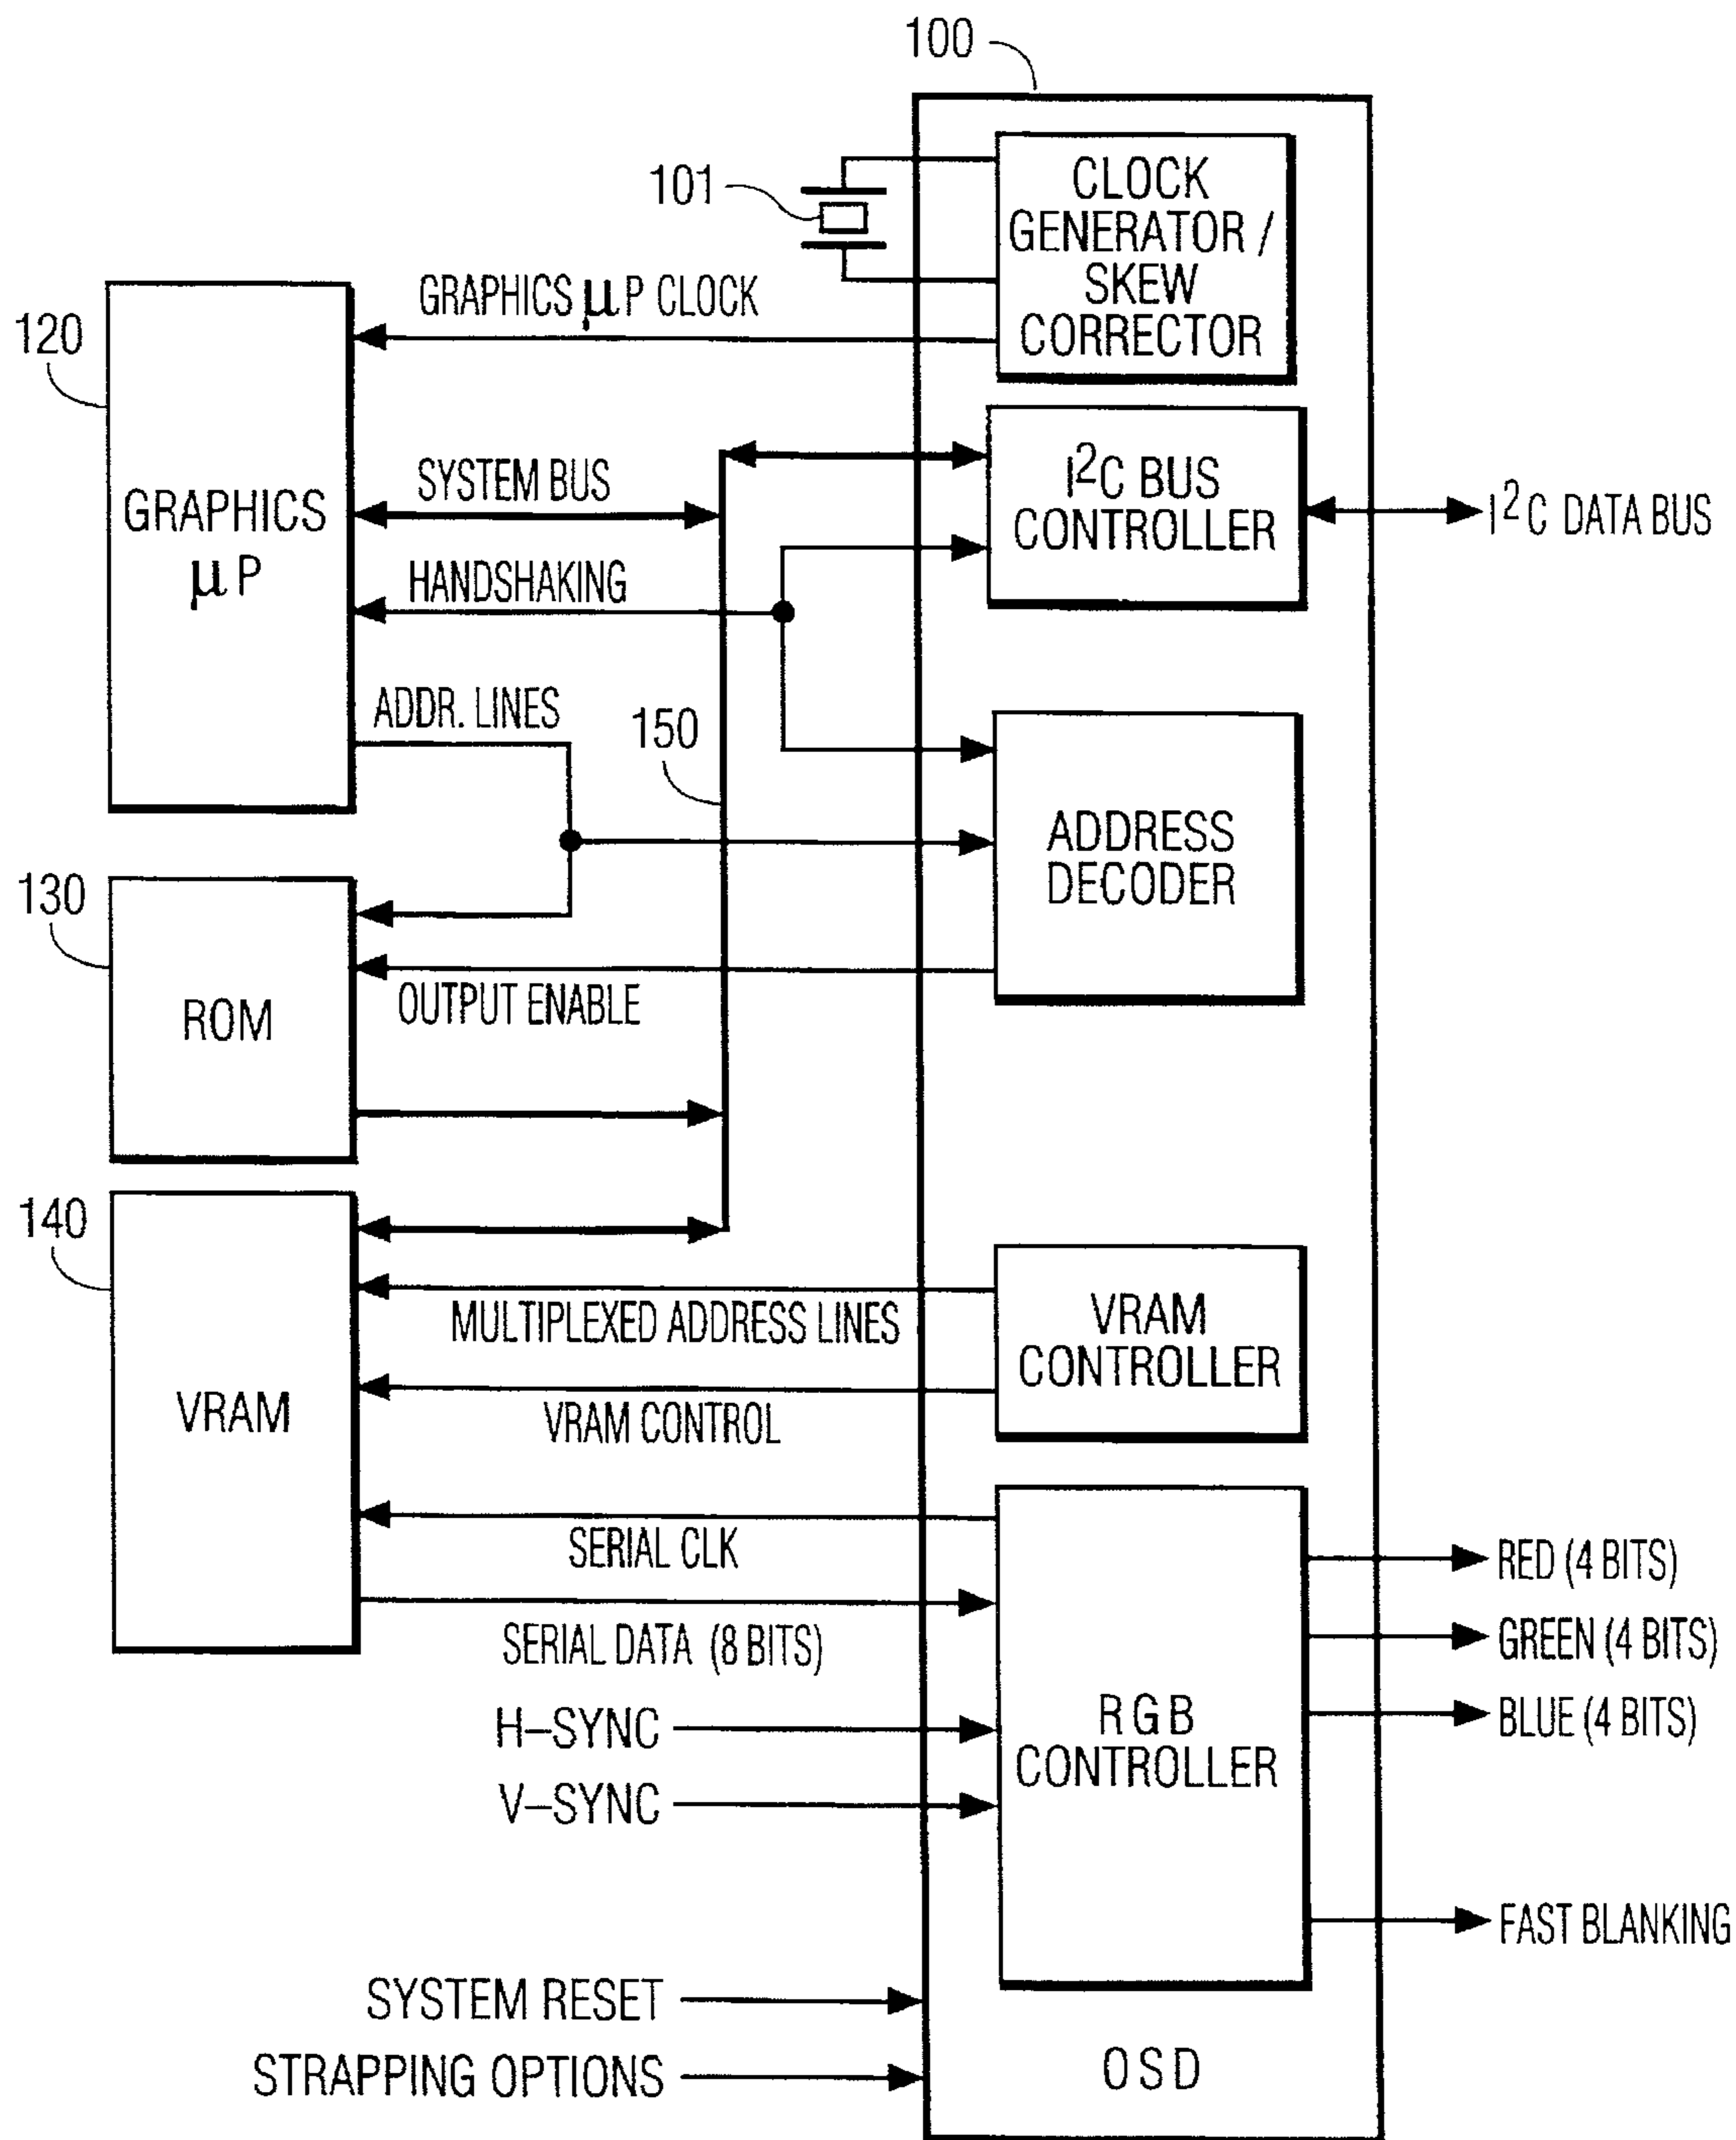 100
101
CLOCK
GENERATOR /
SKEW
CORRECTOR
GRAPHICS μP CLOCK
120
GRAPHICS
μP
SYSTEM BUS
HANDSHAKING
ADDR. LINES
150
I²C BUS
CONTROLLER
I²C DATA BUS
ADDRESS
DECODER
130
ROM
OUTPUT ENABLE
140
VRAM
MULTIPLEXED ADDRESS LINES
VRAM CONTROL
VRAM
CONTROLLER
SERIAL CLK
SERIAL DATA (8 BITS)
H–SYNC
V–SYNC
RGB
CONTROLLER
RED (4 BITS)
GREEN (4 BITS)
BLUE (4 BITS)
FAST BLANKING
SYSTEM RESET
STRAPPING OPTIONS
OSD